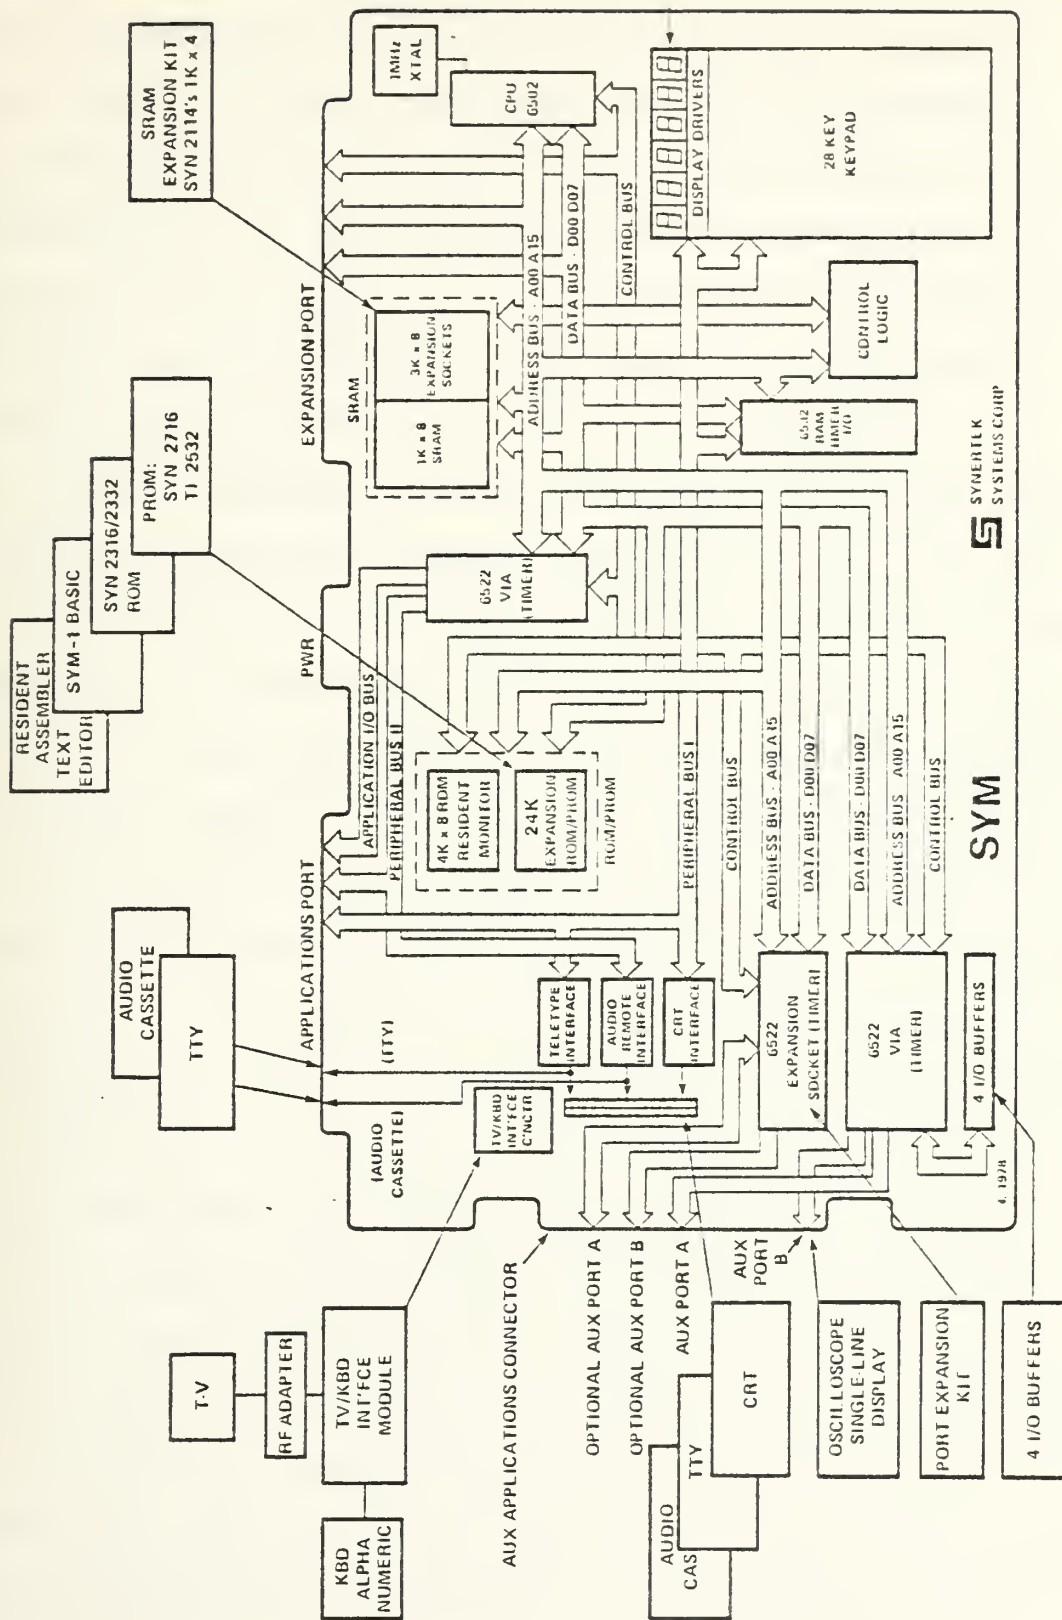 T-V
RF ADAPTER
TV/KBD
INT'FCE
MODULE
KBD
ALPHA
NUMERIC
AUDIO
CASSETTE
TTY
RESIDENT
ASSEMBLER
TEXT
EDITOR
SYM-1 BASIC
SYN 2316/2332
ROM
PROM:
SYN 2716
TI 2532
SRAM
EXPANSION KIT
SYN 2114's 1K x 4
(AUDIO
CASSETTE)
APPLICATIONS PORT
PWR
EXPANSION PORT
(TTY)
APPLICATION I/O BUS
PERIPHERAL BUS II
SRAM
1MHz
XTAL
TV/KBD
INT'FCE
C'NCTR
4K x 8 ROM
RESIDENT
MONITOR
24K
EXPANSION
ROM/PROM
ROM/PROM
6522
VIA
(TIMER)
1K x 8
SRAM
3K x 8
EXPANSION
SOCKETS
CPU
6502
ADDRESS BUS - A00 A15
DATA BUS - D00 D07
CONTROL BUS
AUX APPLICATIONS CONNECTOR
TELETYPE
INTERFACE
AUDIO
REMOTE
INTERFACE
CRT
INTERFACE
PERIPHERAL BUS I
CONTROL BUS
OPTIONAL AUX PORT A
OPTIONAL AUX PORT B
AUX PORT A
AUX
PORT
B
DISPLAY DRIVERS
28 KEY
KEYPAD
6522
EXPANSION
SOCKET (TIMER)
ADDRESS BUS - A00 A15
DATA BUS - D00 D07
6532
RAM
TIMER
I/O
CONTROL
LOGIC
6522
VIA
(TIMER)
DATA BUS - D00 D07
ADDRESS BUS A00 A15
CONTROL BUS
4 I/O BUFFERS
4, 1978
SYM
SYNERTEK
SYSTEMS CORP
AUDIO
CAS
TTY
CRT
OSCILLOSCOPE
SINGLE-LINE
DISPLAY
PORT EXPANSION
KIT
4 I/O BUFFERS